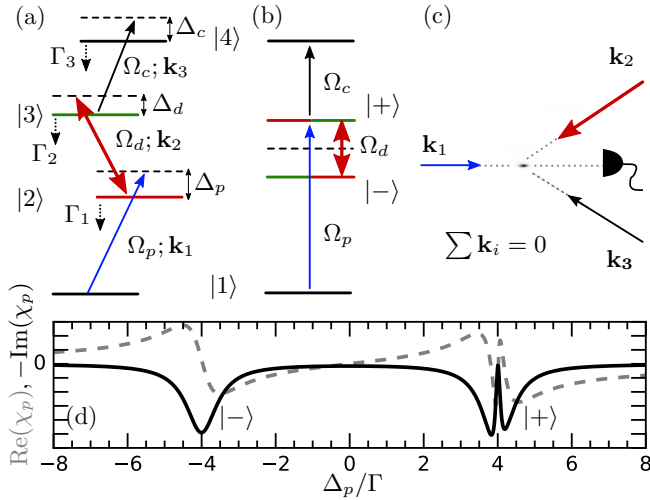 (a)
Δ_c
|4⟩
Γ_3
Ω_c; k_3
|3⟩
Δ_d
Γ_2
Ω_d; k_2
|2⟩
Δ_p
Γ_1
Ω_p; k_1
|1⟩
(b)
Ω_c
|+⟩
Ω_d
|−⟩
Ω_p
(c)
k_2
k_1
k_3
∑ k_i = 0
Re(χ_p), −Im(χ_p)
0
(d)
|−⟩
|+⟩
−8 −6 −4 −2 0 2 4 6 8
Δ_p/Γ